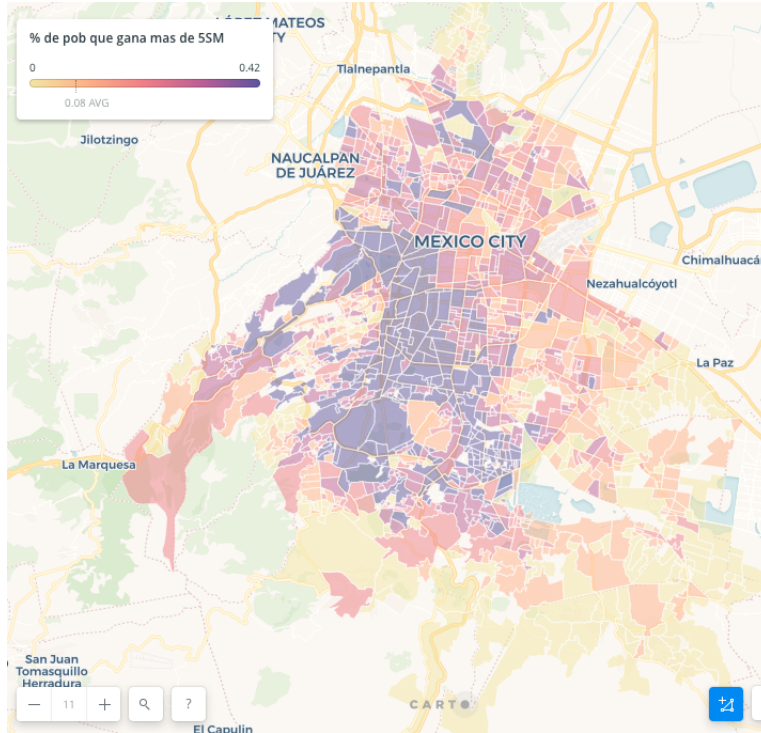 % de pob que gana mas de 5SM
0 0.42
0.08 AVG
Tlalnepantla
Jilotzingo
NAUCALPAN
DE JUÁREZ
MEXICO CITY
Chimalhuacá
Nezahualcóyotl
La Paz
La Marquesa
San Juan
Tomasquillo
Herradura
11
?
CARTO
El Capulin